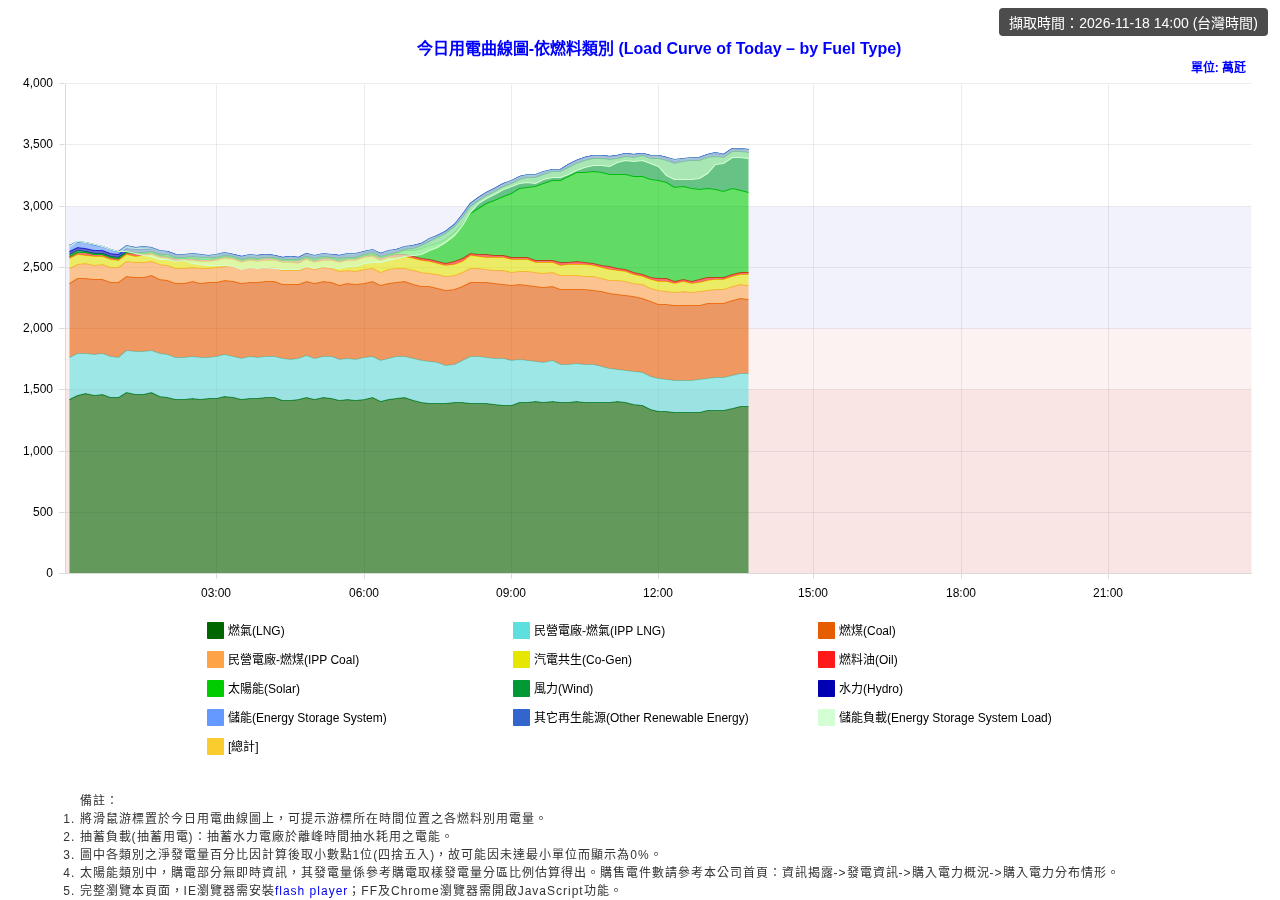 擷取時間：2026-11-18 14:00 (台灣時間)
今日用電曲線圖-依燃料類別 (Load Curve of Today – by Fuel Type)
單位: 萬瓩
4,000
3,500
3,000
2,500
2,000
1,500
1,000
500
0
03:00 06:00 09:00 12:00 15:00 18:00 21:00
燃氣(LNG) 民營電廠-燃氣(IPP LNG) 燃煤(Coal)
民營電廠-燃煤(IPP Coal) 汽電共生(Co-Gen) 燃料油(Oil)
太陽能(Solar) 風力(Wind) 水力(Hydro)
儲能(Energy Storage System) 其它再生能源(Other Renewable Energy) 儲能負載(Energy Storage System Load)
[總計]
備註：
1. 將滑鼠游標置於今日用電曲線圖上，可提示游標所在時間位置之各燃料別用電量。
2. 抽蓄負載(抽蓄用電)：抽蓄水力電廠於離峰時間抽水耗用之電能。
3. 圖中各類別之淨發電量百分比因計算後取小數點1位(四捨五入)，故可能因未達最小單位而顯示為0%。
4. 太陽能類別中，購電部分無即時資訊，其發電量係參考購電取樣發電量分區比例估算得出。購售電件數請參考本公司首頁：資訊揭露->發電資訊->購入電力概況->購入電力分布情形。
5. 完整瀏覽本頁面，IE瀏覽器需安裝flash player；FF及Chrome瀏覽器需開啟JavaScript功能。